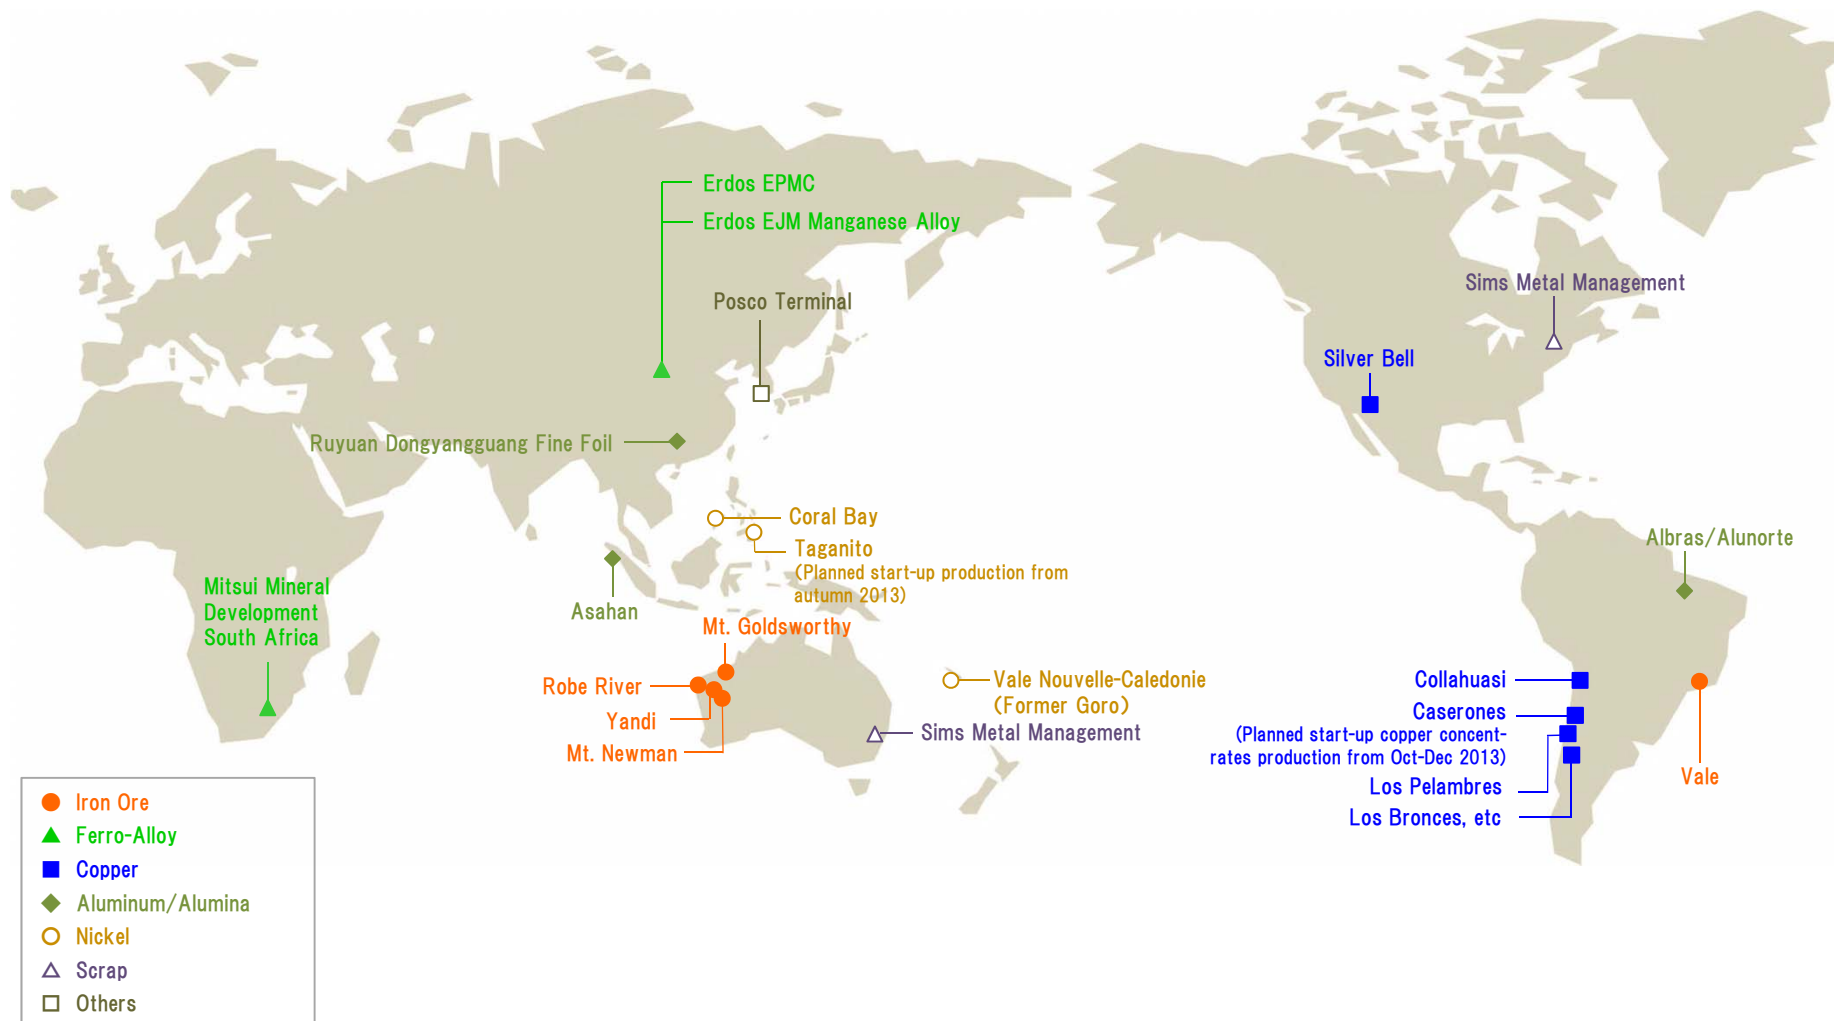 Erdos EPMC
Erdos EJM Manganese Alloy
Posco Terminal
Sims Metal Management
Silver Bell
Ruyuan Dongyangguang Fine Foil
Coral Bay
Taganito
(Planned start-up production from
autumn 2013)
Albras/Alunorte
Mitsui Mineral
Development
South Africa
Asahan
Mt. Goldsworthy
Robe River
Yandi
Mt. Newman
Vale Nouvelle-Caledonie
(Former Goro)
Sims Metal Management
Collahuasi
Caserones
(Planned start-up copper concent-
rates production from Oct-Dec 2013)
Los Pelambres
Los Bronces, etc
Vale
Iron Ore
Ferro-Alloy
Copper
Aluminum/Alumina
Nickel
Scrap
Others